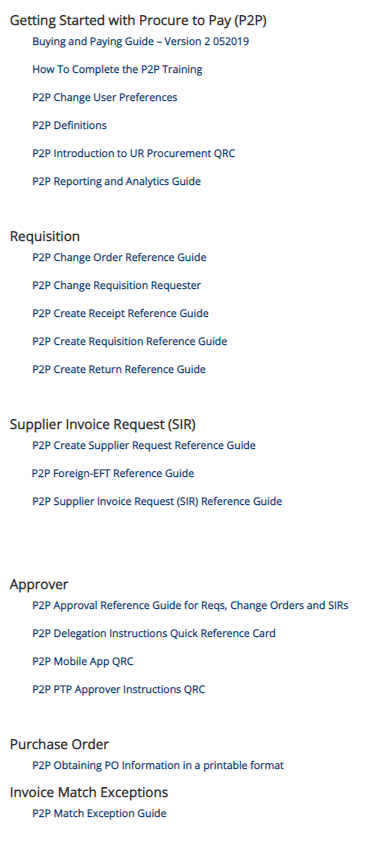 Getting Started with Procure to Pay (P2P)
Buying and Paying Guide – Version 2 052019
How To Complete the P2P Training
P2P Change User Preferences
P2P Definitions
P2P Introduction to UR Procurement QRC
P2P Reporting and Analytics Guide
Requisition
P2P Change Order Reference Guide
P2P Change Requisition Requester
P2P Create Receipt Reference Guide
P2P Create Requisition Reference Guide
P2P Create Return Reference Guide
Supplier Invoice Request (SIR)
P2P Create Supplier Request Reference Guide
P2P Foreign-EFT Reference Guide
P2P Supplier Invoice Request (SIR) Reference Guide
Approver
P2P Approval Reference Guide for Reqs, Change Orders and SIRs
P2P Delegation Instructions Quick Reference Card
P2P Mobile App QRC
P2P PTP Approver Instructions QRC
Purchase Order
P2P Obtaining PO Information in a printable format
Invoice Match Exceptions
P2P Match Exception Guide